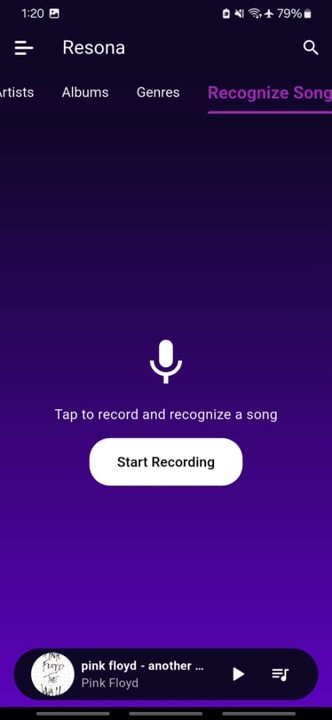 1:20
79%
Resona
rtists Albums Genres Recognize Song
Tap to record and recognize a song
Start Recording
PINK FLOYD THE WALL
pink floyd - another ...
Pink Floyd